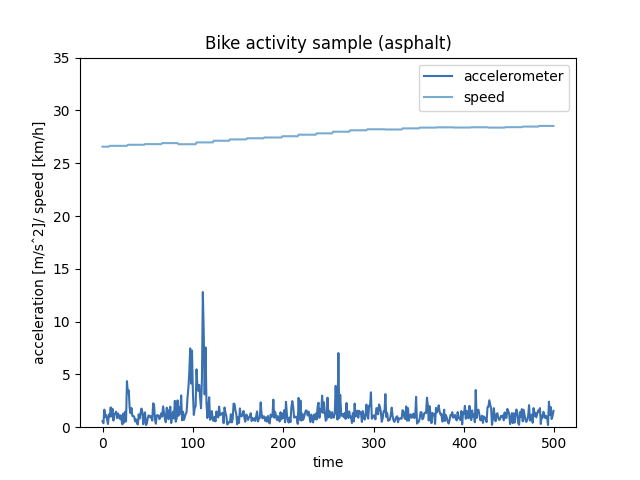 Bike activity sample (asphalt)
accelerometer
speed
acceleration [m/sˆ2]/ speed [km/h]
35
30
25
20
15
10
5
0
0 100 200 300 400 500
time